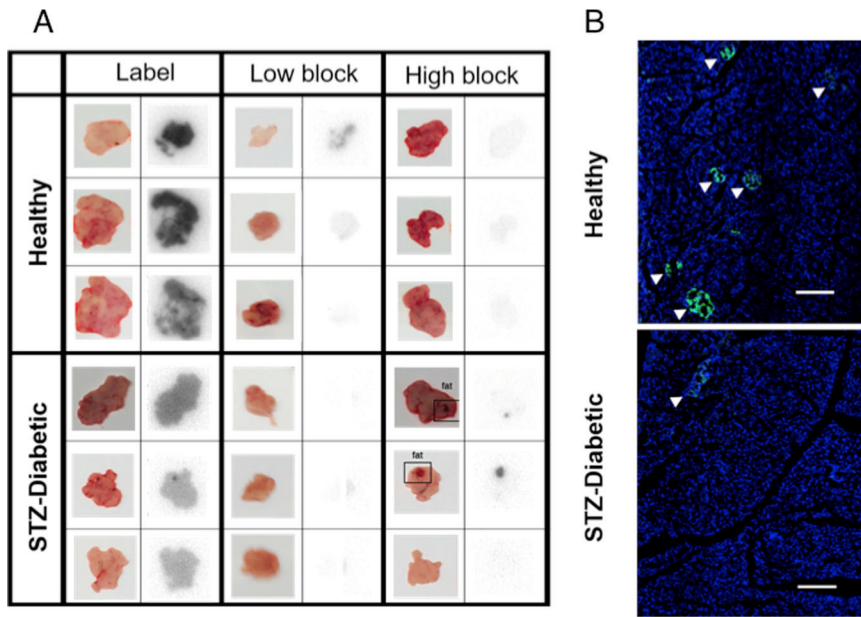 A
B
Label
Low block
High block
Healthy
STZ-Diabetic
fat
fat
Healthy
STZ-Diabetic